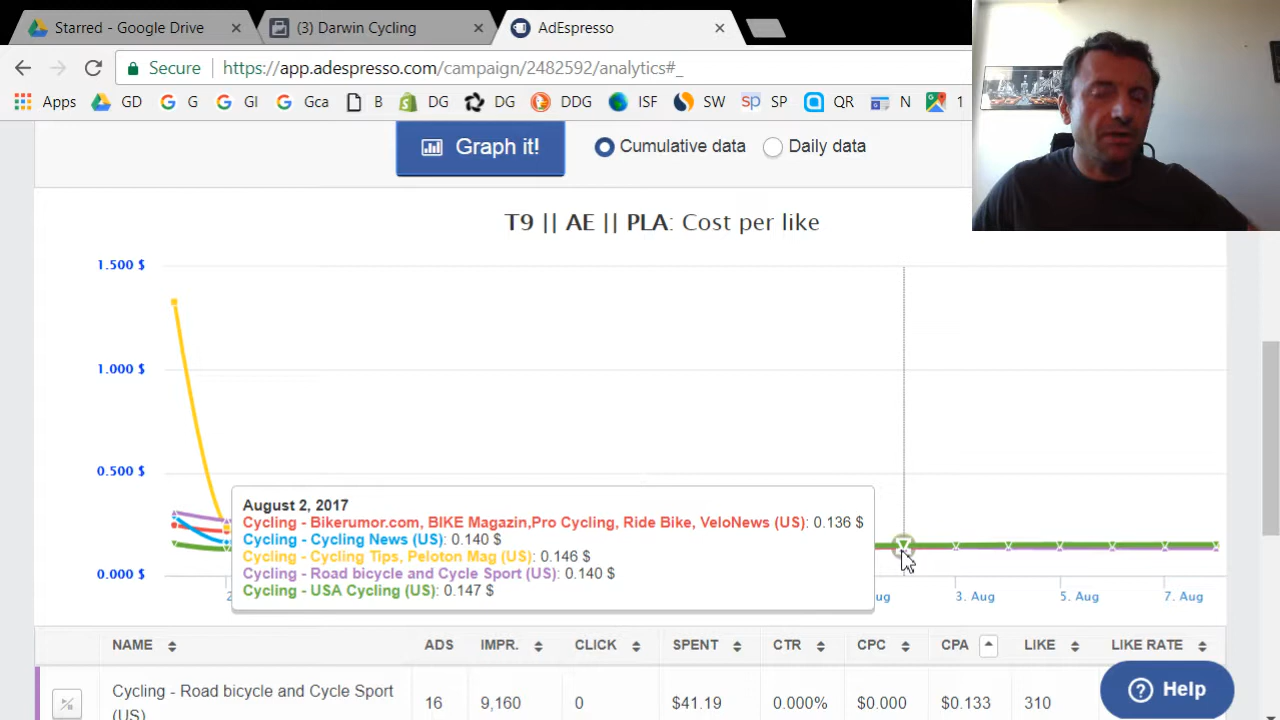 Starred - Google Drive
(3) Darwin Cycling
AdEspresso
Secure https://app.adespresso.com/campaign/2482592/analytics#_
Apps GD G GI Gca B DG DG DDG ISF SW sp SP QR N 1
Graph it! Cumulative data Daily data
T9 || AE || PLA: Cost per like
1.500 $
1.000 $
0.500 $
0.000 $
August 2, 2017
Cycling - Bikerumor.com, BIKE Magazin,Pro Cycling, Ride Bike, VeloNews (US): 0.136 $
Cycling - Cycling News (US): 0.140 $
Cycling - Cycling Tips, Peloton Mag (US): 0.146 $
Cycling - Road bicycle and Cycle Sport (US): 0.140 $
Cycling - USA Cycling (US): 0.147 $
3. Aug 5. Aug 7. Aug
NAME ADS IMPR. CLICK SPENT CTR CPC CPA LIKE LIKE RATE
Cycling - Road bicycle and Cycle Sport
(US)
16 9,160 0 $41.19 0.000% $0.000 $0.133 310
Help